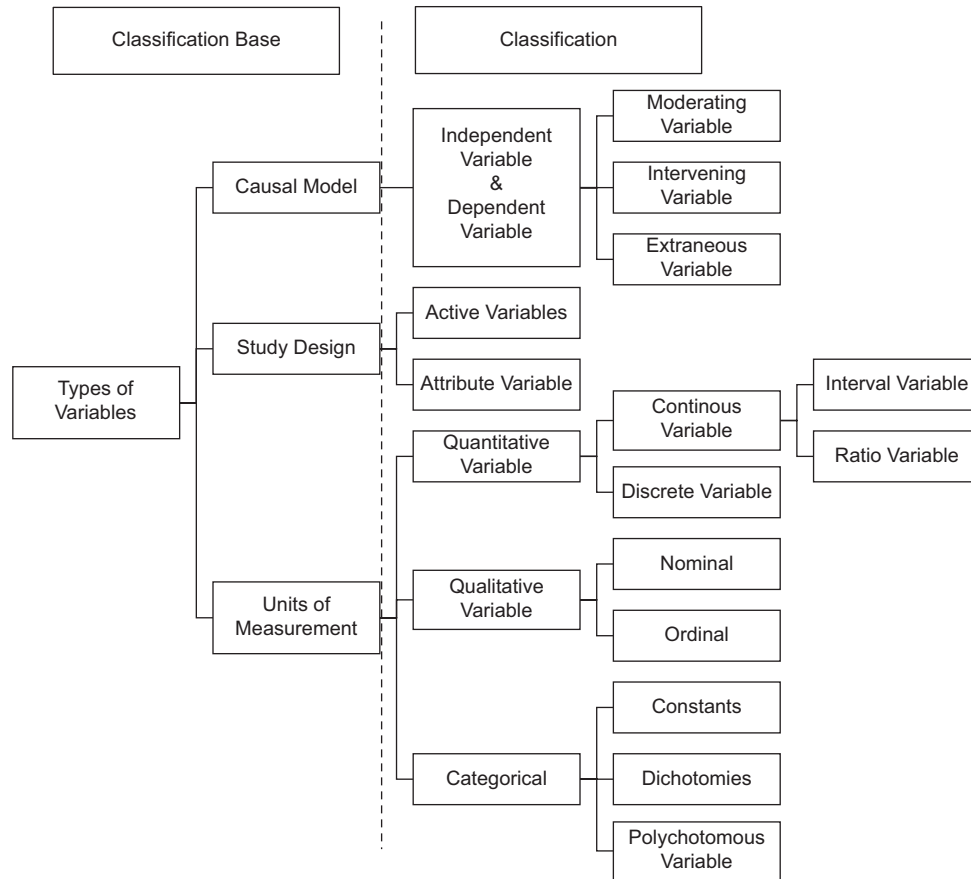 Classification Base
Classification
Independent
Variable
&
Dependent
Variable
Moderating
Variable
Causal Model
Intervening
Variable
Extraneous
Variable
Active Variables
Study Design
Attribute Variable
Types of
Variables
Quantitative
Variable
Continous
Variable
Interval Variable
Ratio Variable
Discrete Variable
Units of
Measurement
Qualitative
Variable
Nominal
Ordinal
Categorical
Constants
Dichotomies
Polychotomous
Variable